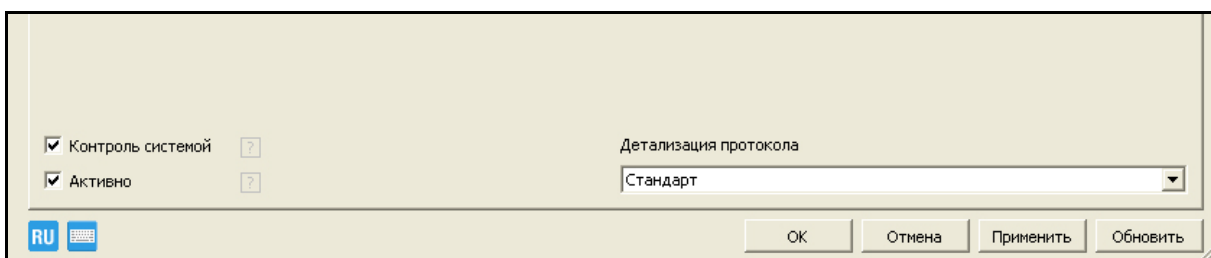 Контроль системой ?
Детализация протокола
Активно ?
Стандарт
RU
OK Отмена Применить Обновить